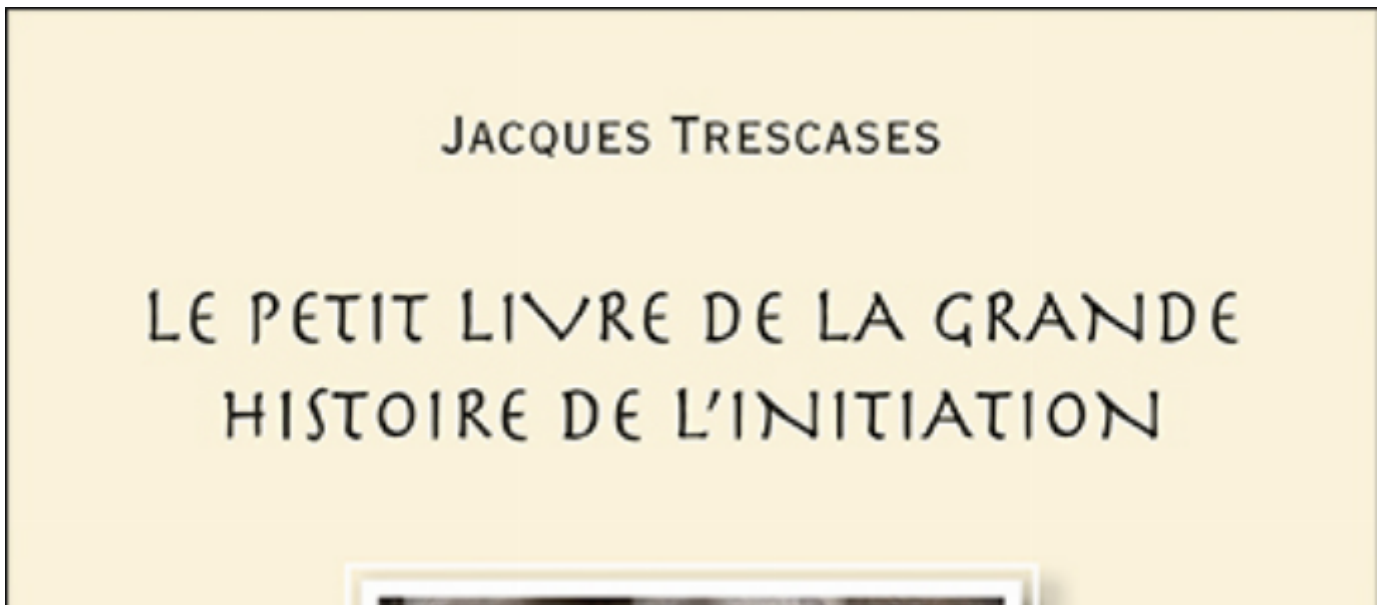 JACQUES TRESCASES
LE PETIT LIVRE DE LA GRANDE
HISTOIRE DE L'INITIATION